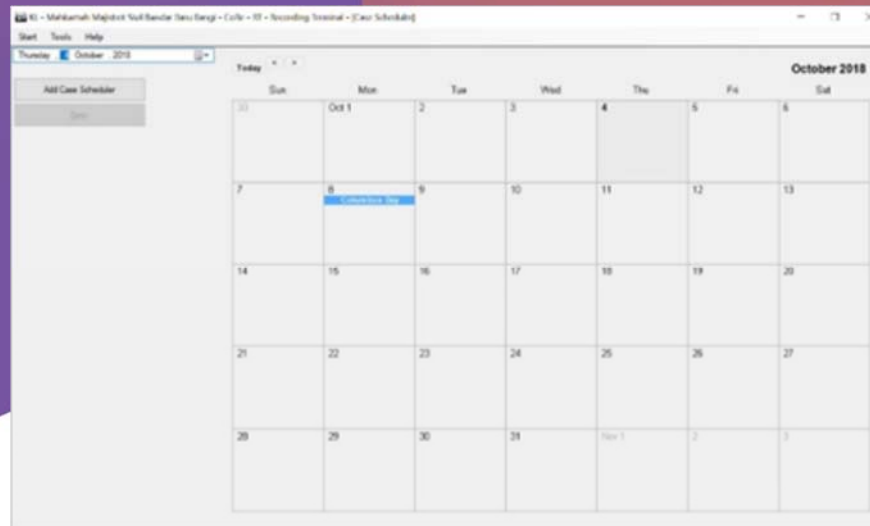 KL - Mahkamah Majistret Sivil Bandar Baru Bangi - - Recording Terminal - [Case Scheduler]
Start Tools Help
Thursday , 4 October , 2018
Today
October 2018
Add Case Scheduler
Sun Mon Tue Wed Thu Fri Sat
30 Oct 1 2 3 4 5 6
7 8 9 10 11 12 13
Columbus Day
14 15 16 17 18 19 20
21 22 23 24 25 26 27
28 29 30 31 Nov 1 2 3